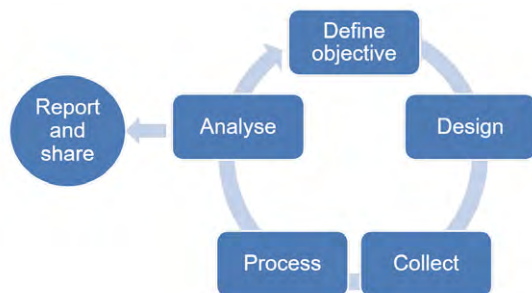 Define
objective
Report
and
share
Analyse
Design
Process
Collect